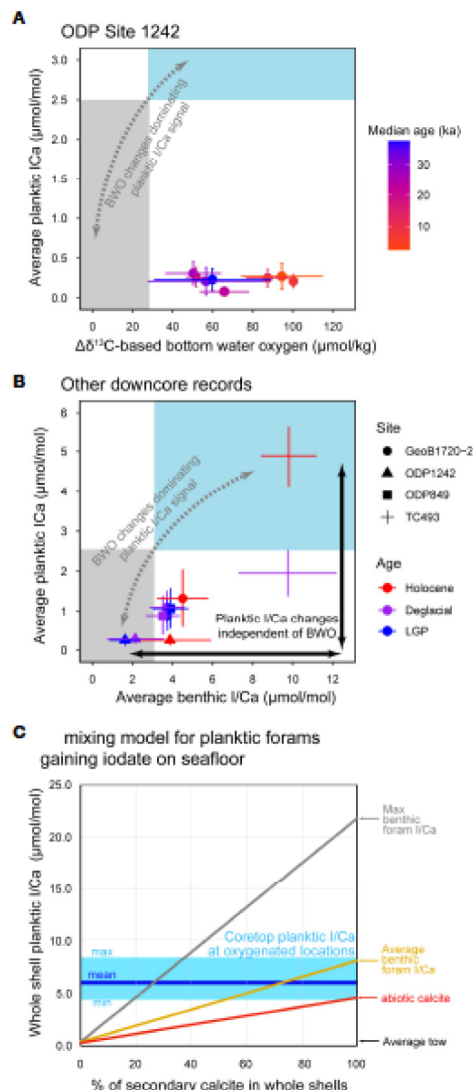 A
ODP Site 1242
Average planktic ICa (μmol/mol)
3.0
2.5
2.0
1.5
1.0
0.5
0.0
BWO changes dominating
planktic I/Ca signal
0 20 40 60 80 100 120
Δδ¹³C-based bottom water oxygen (μmol/kg)
Median age (ka)
30
20
10
B
Other downcore records
Average planktic ICa (μmol/mol)
6
5
4
3
2
1
0
BWO changes dominating
planktic I/Ca signal
Planktic I/Ca changes
independent of BWO
0 2 4 6 8 10 12
Average benthic I/Ca (μmol/mol)
Site
GeoB1720-2
ODP1242
ODP849
TC493
Age
Holocene
Deglacial
LGP
C
mixing model for planktic forams
gaining iodate on seafloor
Whole shell planktic I/Ca (μmol/mol)
25.0
20.0
15.0
10.0
5.0
0.0
Max
benthic
foram I/Ca
Coretop planktic I/Ca
at oxygenated locations
max
mean
min
Average
benthic
foram I/Ca
abiotic calcite
Average tow
0 20 40 60 80 100
% of secondary calcite in whole shells